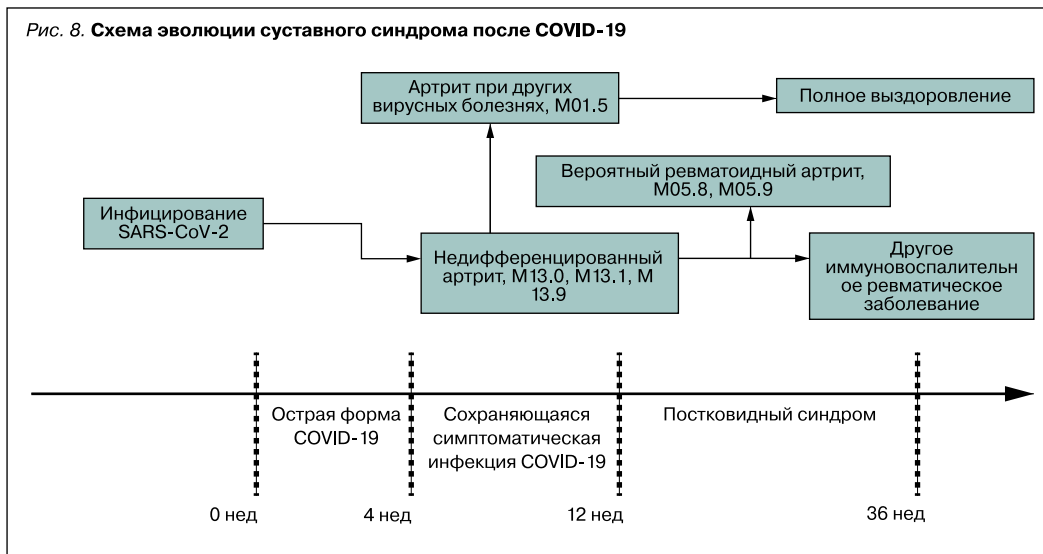 Рис. 8. Схема эволюции суставного синдрома после COVID-19
Артрит при других
вирусных болезнях, M01.5
Полное выздоровление
Вероятный ревматоидный артрит,
M05.8, M05.9
Инфицирование
SARS-CoV-2
Недифференцированный
артрит, M13.0, M13.1, M
13.9
Другое
иммуновоспалительн
ое ревматическое
заболевание
Острая форма
COVID-19
Сохраняющаяся
симптоматическая
инфекция COVID-19
Постковидный синдром
0 нед
4 нед
12 нед
36 нед